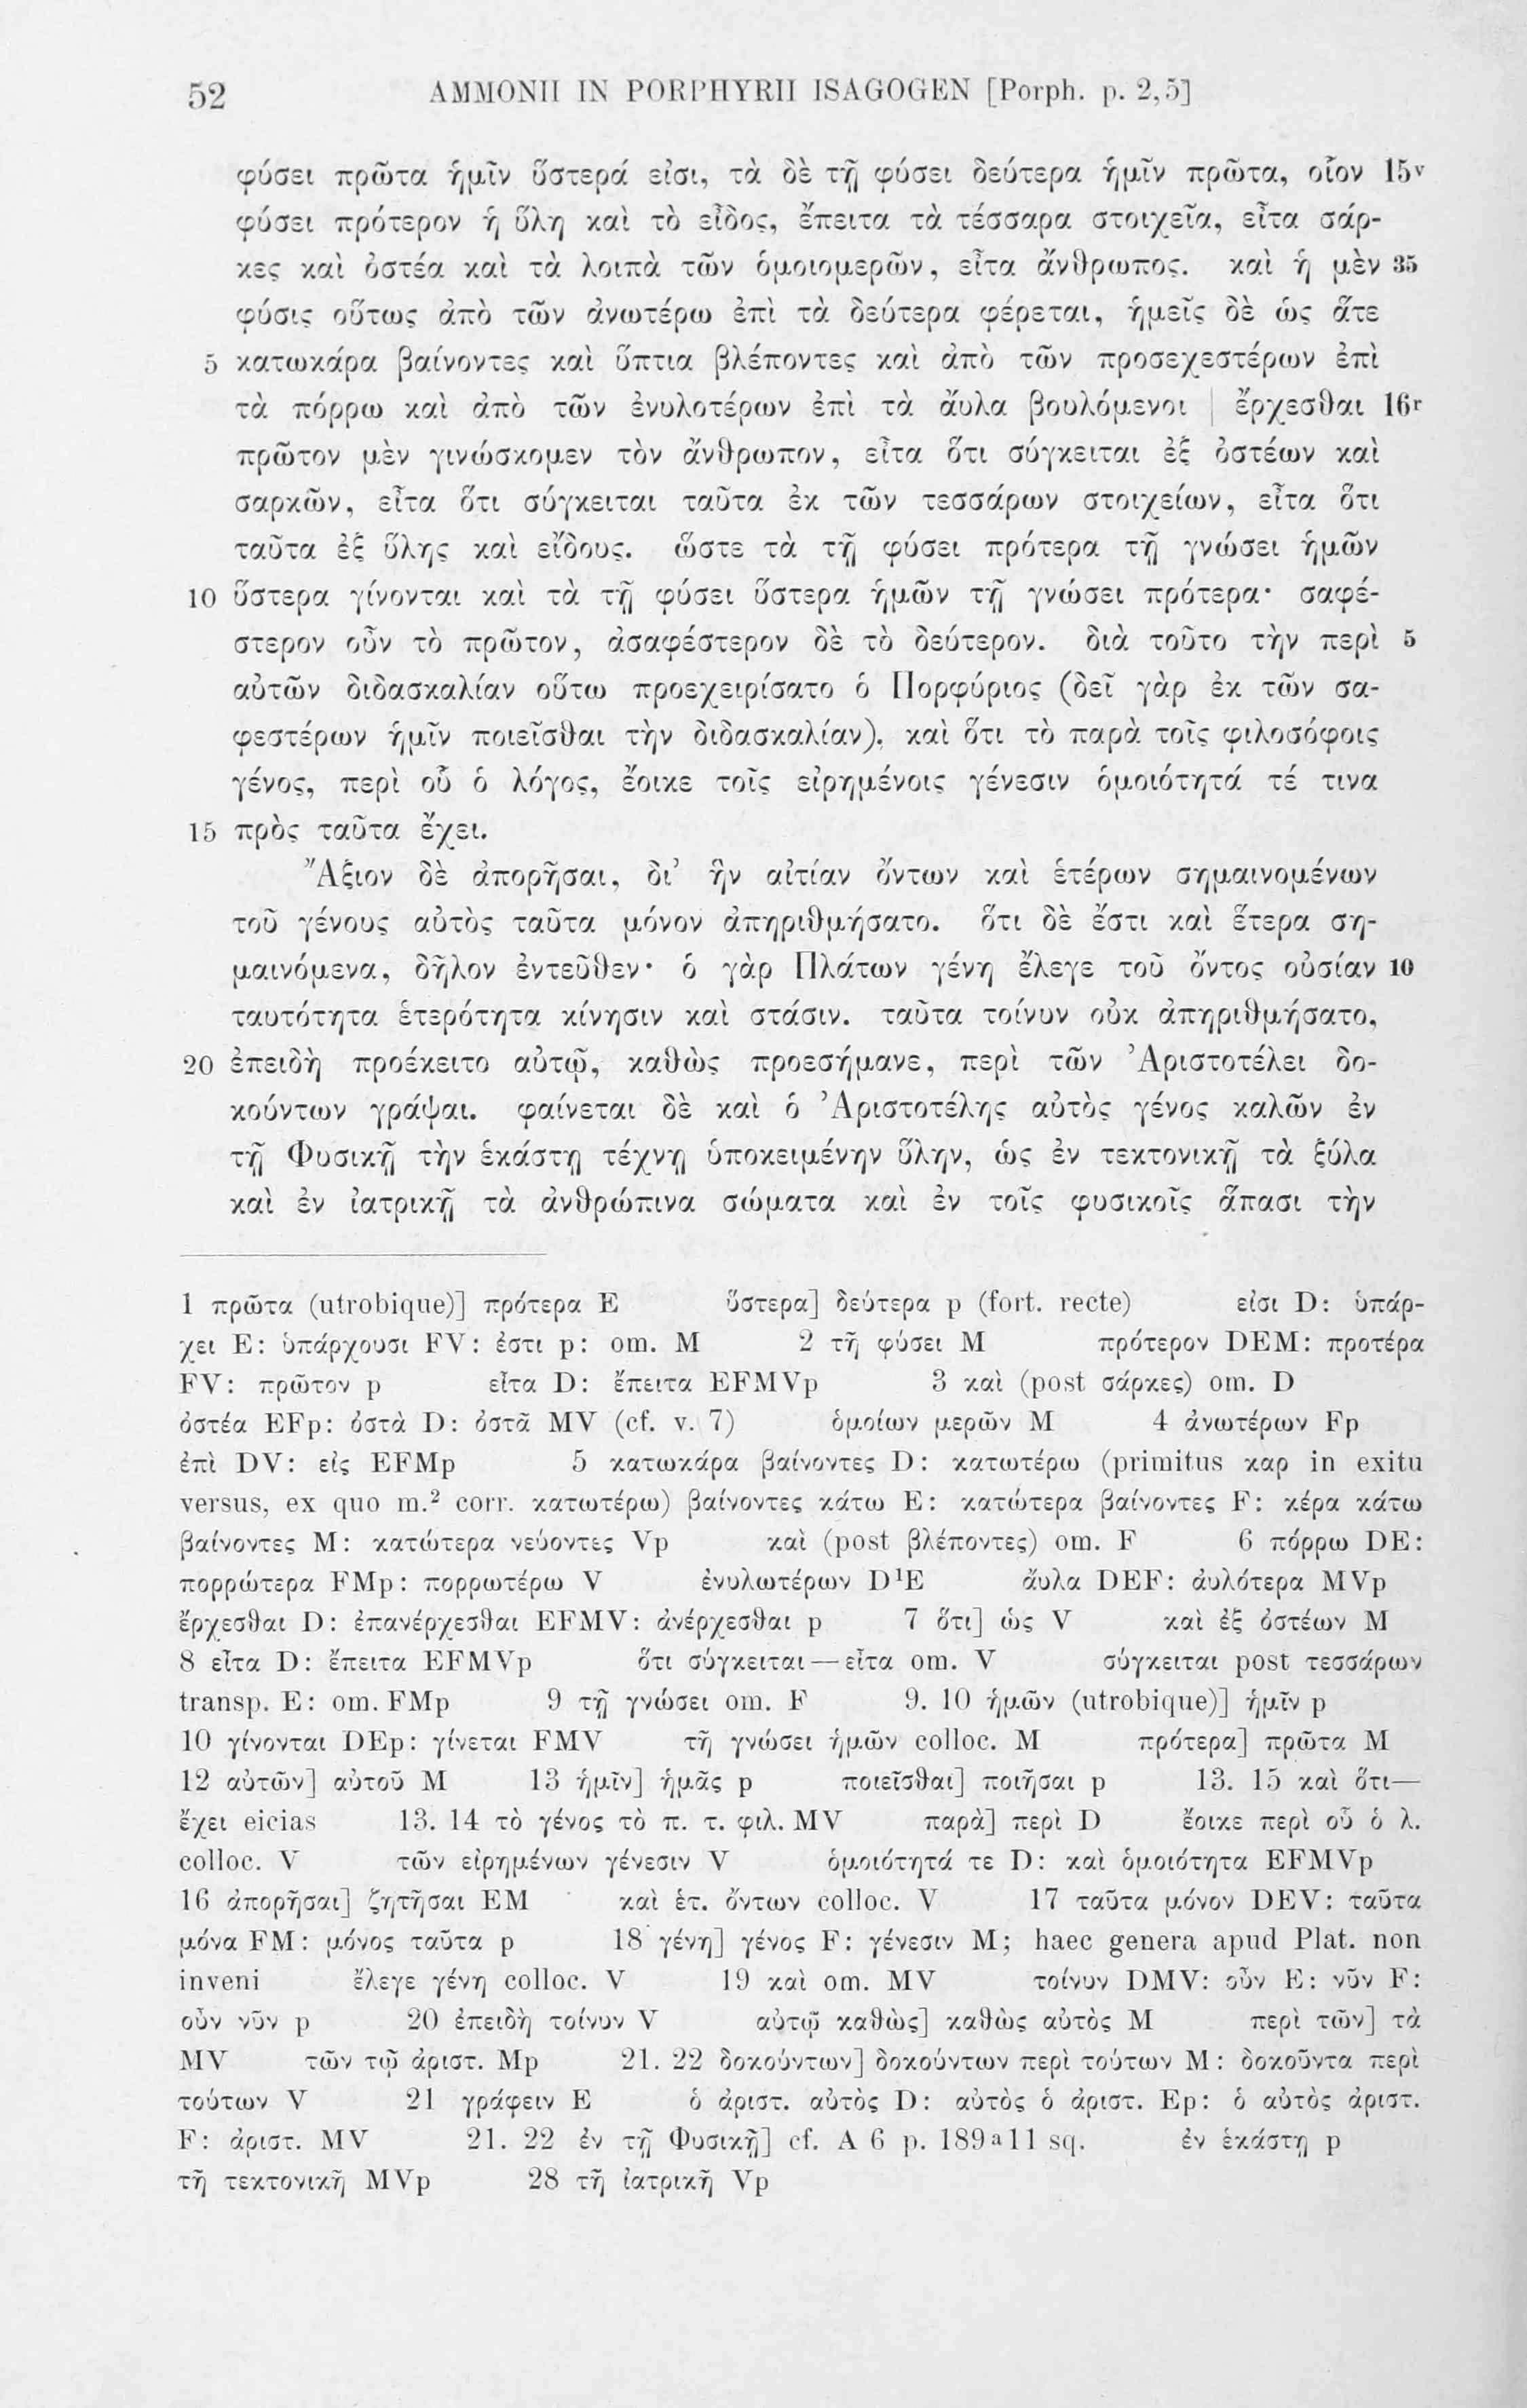 52 AMMONII IN PORPHYRII ISAGOGEN [Porph. p. 2,5]
φύσει πρῶτα ἡμῖν ὕστερά εἰσι, τὰ δὲ τῇ φύσει δεύτερα ἡμῖν πρῶτα, οἷον 15v
φύσει πρότερον ἡ ὕλη καὶ τὸ εἶδος, ἔπειτα τὰ τέσσαρα στοιχεῖα, εἶτα σάρ-
κες καὶ ὀστέα καὶ τὰ λοιπὰ τῶν ὁμοιομερῶν, εἶτα ἄνθρωπος. καὶ ἡ μὲν 35
φύσις οὕτως ἀπὸ τῶν ἀνωτέρω ἐπὶ τὰ δεύτερα φέρεται, ἡμεῖς δὲ ὡς ἅτε
5 κατωκάρα βαίνοντες καὶ ὕπτια βλέποντες καὶ ἀπὸ τῶν προσεχεστέρων ἐπὶ
τὰ πόρρω καὶ ἀπὸ τῶν ἐνυλοτέρων ἐπὶ τὰ ἄυλα βουλόμενοι | ἔρχεσθαι 16r
πρῶτον μὲν γινώσκομεν τὸν ἄνθρωπον, εἶτα ὅτι σύγκειται ἐξ ὀστέων καὶ
σαρκῶν, εἶτα ὅτι σύγκειται ταῦτα ἐκ τῶν τεσσάρων στοιχείων, εἶτα ὅτι
ταῦτα ἐξ ὕλης καὶ εἴδους. ὥστε τὰ τῇ φύσει πρότερα τῇ γνώσει ἡμῶν
10 ὕστερα γίνονται καὶ τὰ τῇ φύσει ὕστερα ἡμῶν τῇ γνώσει πρότερα· σαφέ-
στερον οὖν τὸ πρῶτον, ἀσαφέστερον δὲ τὸ δεύτερον. διὰ τοῦτο τὴν περὶ 5
αὐτῶν διδασκαλίαν οὕτω προεχειρίσατο ὁ Πορφύριος (δεῖ γὰρ ἐκ τῶν σα-
φεστέρων ἡμῖν ποιεῖσθαι τὴν διδασκαλίαν), καὶ ὅτι τὸ παρὰ τοῖς φιλοσόφοις
γένος, περὶ οὗ ὁ λόγος, ἔοικε τοῖς εἰρημένοις γένεσιν ὁμοιότητά τέ τινα
15 πρὸς ταῦτα ἔχει.
Ἄξιον δὲ ἀπορῆσαι, δι’ ἣν αἰτίαν ὄντων καὶ ἑτέρων σημαινομένων
τοῦ γένους αὐτὸς ταῦτα μόνον ἀπηριθμήσατο. ὅτι δὲ ἔστι καὶ ἕτερα ση-
μαινόμενα, δῆλον ἐντεῦθεν· ὁ γὰρ Πλάτων γένη ἔλεγε τοῦ ὄντος οὐσίαν 10
ταυτότητα ἑτερότητα κίνησιν καὶ στάσιν. ταῦτα τοίνυν οὐκ ἀπηριθμήσατο,
20 ἐπειδὴ προέκειτο αὐτῷ, καθὼς προεσήμανε, περὶ τῶν Ἀριστοτέλει δο-
κούντων γράψαι. φαίνεται δὲ καὶ ὁ Ἀριστοτέλης αὐτὸς γένος καλῶν ἐν
τῇ Φυσικῇ τὴν ἑκάστῃ τέχνῃ ὑποκειμένην ὕλην, ὡς ἐν τεκτονικῇ τὰ ξύλα
καὶ ἐν ἰατρικῇ τὰ ἀνθρώπινα σώματα καὶ ἐν τοῖς φυσικοῖς ἅπασι τὴν
1 πρῶτα (utrobique)] πρότερα E ὕστερα] δεύτερα p (fort. recte) εἰσι D: ὑπάρ-
χει E: ὑπάρχουσι FV: ἐστι p: om. M 2 τῇ φύσει M πρότερον DEM: προτέρα
FV: πρῶτον p εἶτα D: ἔπειτα EFMVp 3 καὶ (post σάρκες) om. D
ὀστέα EFp: ὀστὰ D: ὀστᾶ MV (cf. v. 7) ὁμοίων μερῶν M 4 ἀνωτέρων Fp
ἐπὶ DV: εἰς EFMp 5 κατωκάρα βαίνοντες D: κατωτέρω (primitus καρ in exitu
versus, ex quo m.² corr. κατωτέρω) βαίνοντες κάτω E: κατώτερα βαίνοντες F: κέρα κάτω
βαίνοντες M: κατώτερα νεύοντες Vp καὶ (post βλέποντες) om. F 6 πόρρω DE:
πορρώτερα FMp: πορρωτέρω V ἐνυλωτέρων D¹E ἄυλα DEF: ἀυλότερα MVp
ἔρχεσθαι D: ἐπανέρχεσθαι EFMV: ἀνέρχεσθαι p 7 ὅτι] ὡς V καὶ ἐξ ὀστέων M
8 εἶτα D: ἔπειτα EFMVp ὅτι σύγκειται—εἶτα om. V σύγκειται post τεσσάρων
transp. E: om. FMp 9 τῇ γνώσει om. F 9. 10 ἡμῶν (utrobique)] ἡμῖν p
10 γίνονται DEp: γίνεται FMV τῇ γνώσει ἡμῶν colloc. M πρότερα] πρῶτα M
12 αὐτῶν] αὐτοῦ M 13 ἡμῖν] ἡμᾶς p ποιεῖσθαι] ποιῆσαι p 13. 15 καὶ ὅτι—
ἔχει eicias 13. 14 τὸ γένος τὸ π. τ. φιλ. MV παρὰ] περὶ D ἔοικε περὶ οὗ ὁ λ.
colloc. V τῶν εἰρημένων γένεσιν V ὁμοιότητά τε D: καὶ ὁμοιότητα EFMVp
16 ἀπορῆσαι] ζητῆσαι EM καὶ ἑτ. ὄντων colloc. V 17 ταῦτα μόνον DEV: ταῦτα
μόνα FM: μόνος ταῦτα p 18 γένη] γένος F: γένεσιν M; haec genera apud Plat. non
inveni ἔλεγε γένη colloc. V 19 καὶ om. MV τοίνυν DMV: οὖν E: νῦν F:
οὖν νῦν p 20 ἐπειδὴ τοίνυν V αὐτῷ καθὼς] καθὼς αὐτὸς M περὶ τῶν] τὰ
MV τῶν τῷ ἀριστ. Mp 21. 22 δοκούντων] δοκούντων περὶ τούτων M: δοκοῦντα περὶ
τούτων V 21 γράφειν E ὁ ἀριστ. αὐτὸς D: αὐτὸς ὁ ἀριστ. Ep: ὁ αὐτὸς ἀριστ.
F: ἀριστ. MV 21. 22 ἐν τῇ Φυσικῇ] cf. A 6 p. 189a11 sq. ἐν ἑκάστῃ p
τῇ τεκτονικῇ MVp 28 τῇ ἰατρικῇ Vp